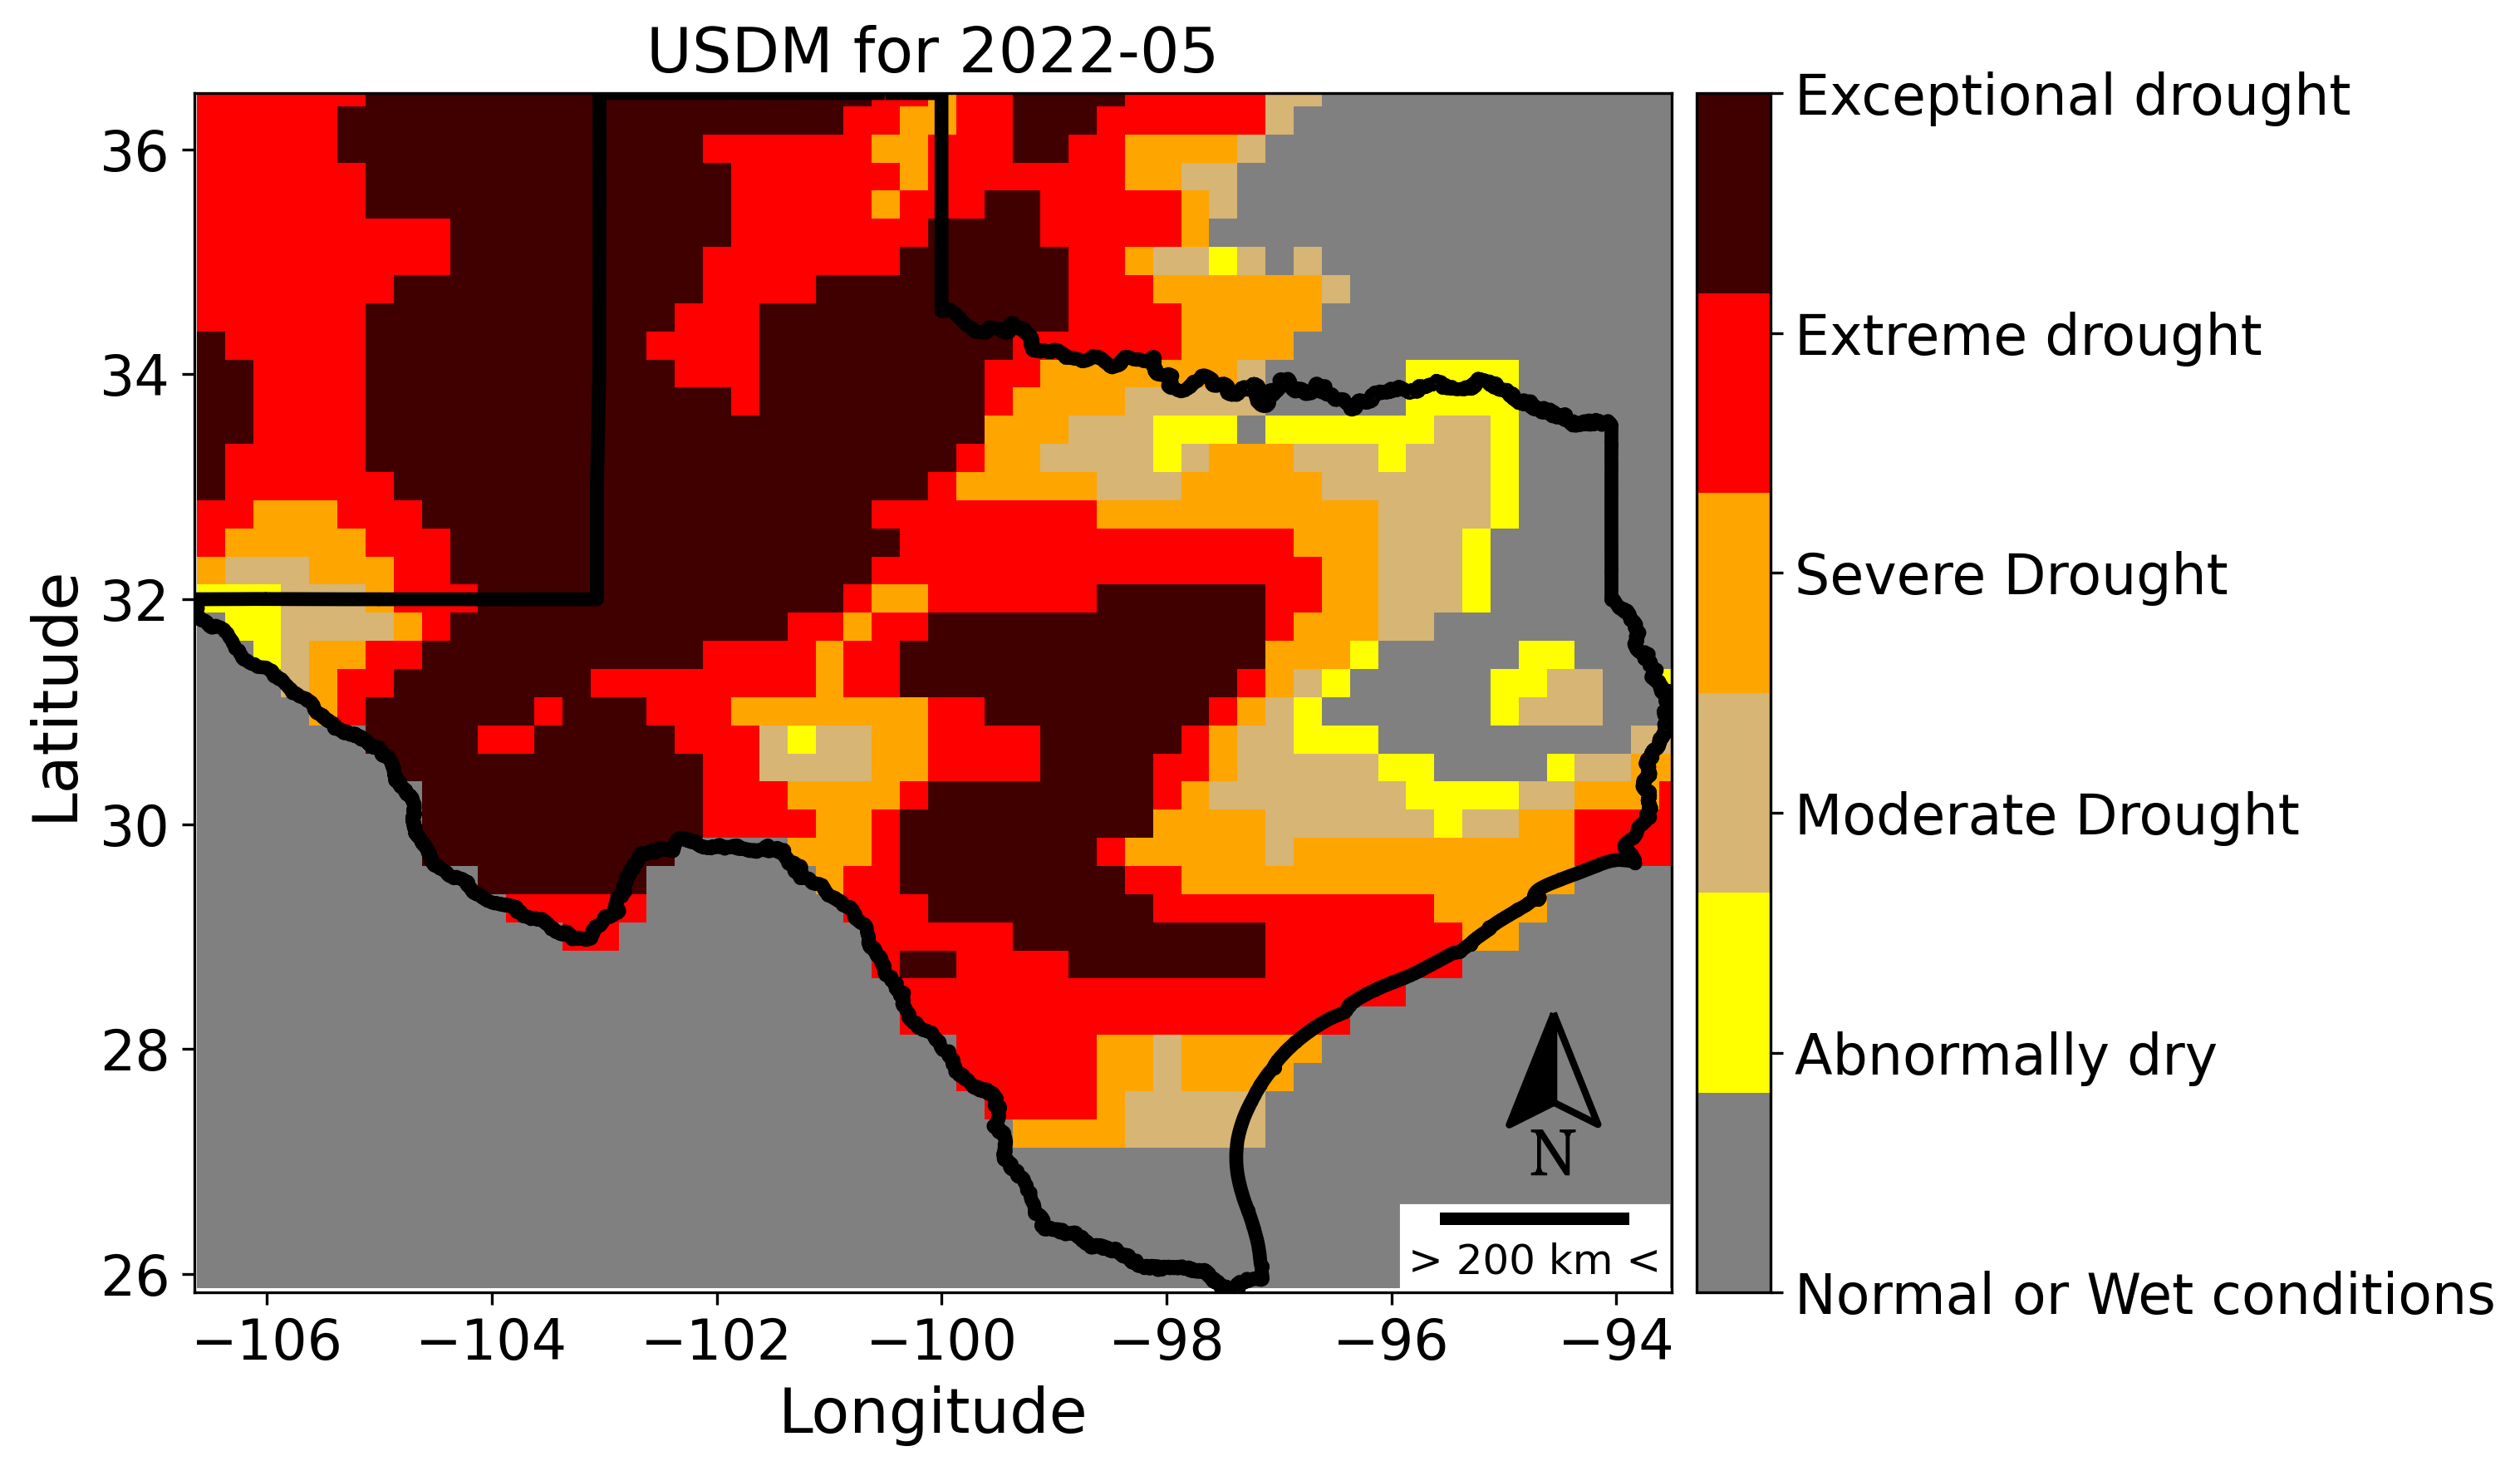 USDM for 2022-05
Exceptional drought
Extreme drought
Severe Drought
Moderate Drought
Abnormally dry
Normal or Wet conditions
Latitude
36
34
32
30
28
26
N
> 200 km <
−106
−104
−102
−100
−98
−96
−94
Longitude